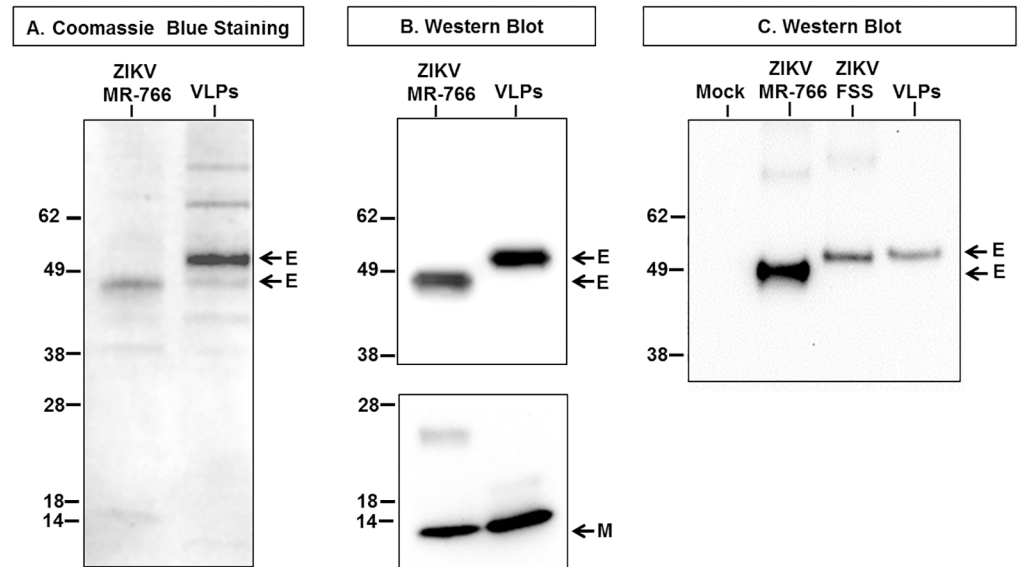 A. Coomassie Blue Staining
ZIKV
MR-766
VLPs
62
49
38
28
18
14
E
E
B. Western Blot
ZIKV
MR-766
VLPs
62
49
38
E
E
28
18
14
M
C. Western Blot
Mock
ZIKV
MR-766
ZIKV
FSS
VLPs
62
49
38
E
E